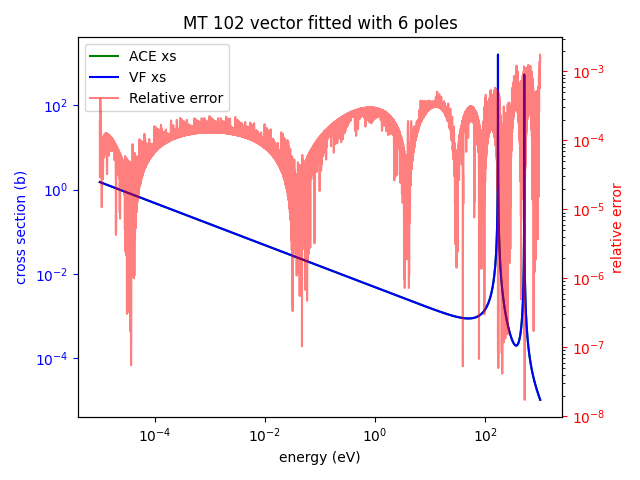 MT 102 vector fitted with 6 poles
ACE xs
VF xs
Relative error
cross section (b)
10^2
10^0
10^-2
10^-4
10^-3
10^-4
10^-5
10^-6
10^-7
10^-8
relative error
10^-4
10^-2
10^0
10^2
energy (eV)